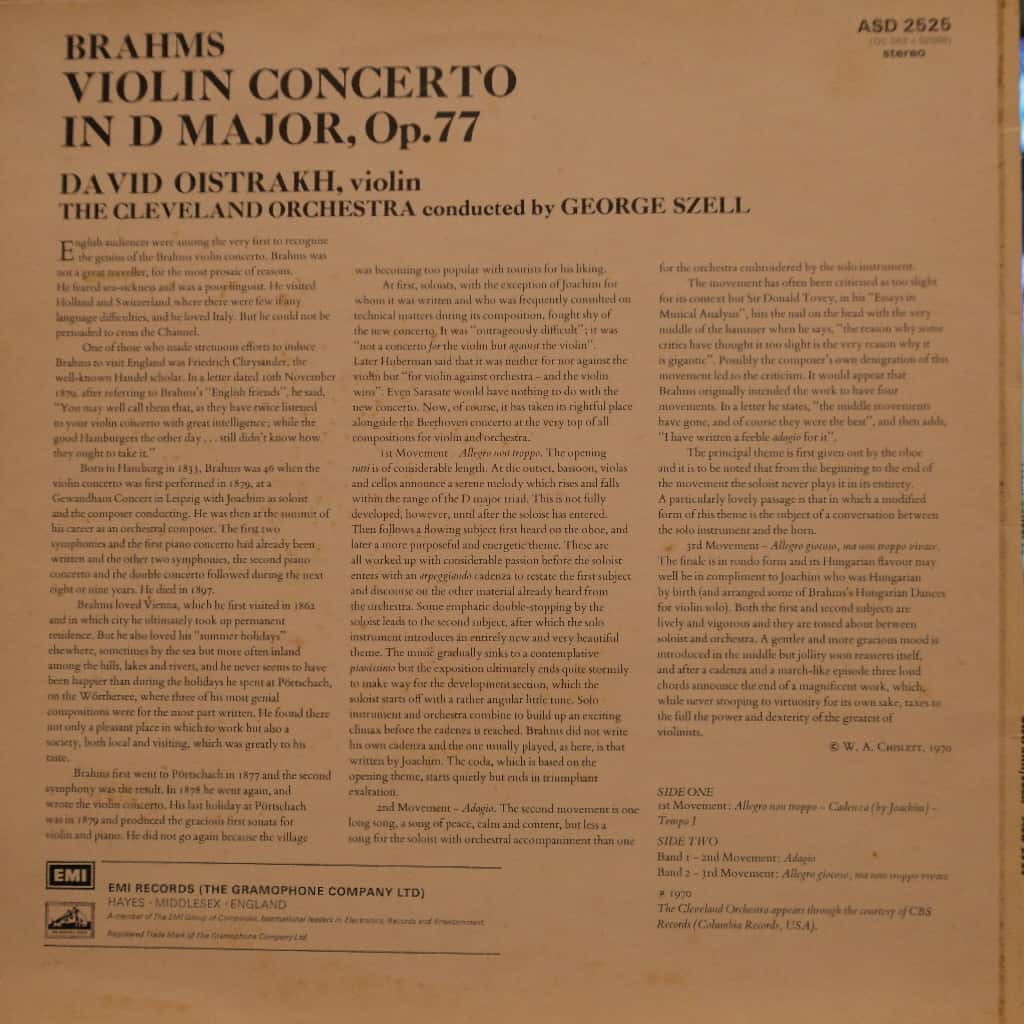 BRAHMS
VIOLIN CONCERTO
IN D MAJOR, Op.77
ASD 2525
stereo
DAVID OISTRAKH, violin
THE CLEVELAND ORCHESTRA conducted by GEORGE SZELL
English audiences were among the very first to recognise
the genius of the Brahms violin concerto. Brahms was
not a great traveller, for the most prosaic of reasons.
He feared sea-sickness and was a poor linguist. He visited
Holland and Switzerland where there were few if any
language difficulties, and he loved Italy. But he could not be
persuaded to cross the Channel.
One of those who made strenuous efforts to induce
Brahms to visit England was Friedrich Chrysander, the
well-known Handel scholar. In a letter dated 10th November
1879, after referring to Brahm's "English friends", he said,
"You may well call them that, as they have twice listened
to your violin concerto with great intelligence; while the
good Hamburgers the other day . . . still didn't know how
they ought to take it."
Born in Hamburg in 1833, Brahms was 46 when the
violin concerto was first performed in 1879, at a
Gewandhaus Concert in Leipzig with Joachim as soloist
and the composer conducting. He was then at the summit of
his career as an orchestral composer. The first two
symphonies and the first piano concerto had already been
written and the other two symphonies, the second piano
concerto and the double concerto followed during the next
eight or nine years. He died in 1897.
Brahms loved Vienna, which he first visited in 1862
and in which city he ultimately took up permanent
residence. But he also loved his "summer holidays"
elsewhere, sometimes by the sea but more often inland
among the hills, lakes and rivers, and he never seems to have
been happier than during the holidays he spent at Pörtschach,
on the Wörthersee, where three of his most genial
compositions were for the most part written. He found there
not only a pleasant place in which to work but also a
society, both local and visiting, which was greatly to his
taste.
Brahms first went to Pörtschach in 1877 and the second
symphony was the result. In 1878 he went again, and
wrote the violin concerto. His last holiday at Pörtschach
was in 1879 and produced the gracious first sonata for
violin and piano. He did not go again because the village
was becoming too popular with tourists for his liking.
At first, soloists, with the exception of Joachim for
whom it was written and who was frequently consulted on
technical matters during its composition, fought shy of
the new concerto. It was "outrageously difficult"; it was
"not a concerto for the violin but against the violin".
Later Huberman said that it was neither for nor against the
violin but "for violin against orchestra – and the violin
wins". Even Sarasate would have nothing to do with the
new concerto. Now, of course, it has taken its rightful place
alongside the Beethoven concerto at the very top of all
compositions for violin and orchestra.
1st Movement – Allegro non troppo. The opening
tutti is of considerable length. At the outset, bassoon, violas
and cellos announce a serene melody which rises and falls
within the range of the D major triad. This is not fully
developed, however, until after the soloist has entered.
Then follows a flowing subject first heard on the oboe, and
later a more purposeful and energetic theme. These are
all worked up with considerable passion before the soloist
enters with an arpeggiando cadenza to restate the first subject
and discourse on the other material already heard from
the orchestra. Some emphatic double-stopping by the
soloist leads to the second subject, after which the solo
instrument introduces an entirely new and very beautiful
theme. The music gradually sinks to a contemplative
pianissimo but the exposition ultimately ends quite stormily
to make way for the development section, which the
soloist starts off with a rather angular little tune. Solo
instrument and orchestra combine to build up an exciting
climax before the cadenza is reached. Brahms did not write
his own cadenza and the one usually played, as here, is that
written by Joachim. The coda, which is based on the
opening theme, starts quietly but ends in triumphant
exaltation.
2nd Movement – Adagio. The second movement is one
long song, a song of peace, calm and content, but less a
song for the soloist with orchestral accompaniment than one
for the orchestra embroidered by the solo instrument.
The movement has often been criticised as too slight
for its context but Sir Donald Tovey, in his "Essays in
Musical Analysis", hits the nail on the head with the very
middle of the hammer when he says, "the reason why some
critics have thought it too slight is the very reason why it
is gigantic". Possibly the composer's own denigration of this
movement led to the criticism. It would appear that
Brahms originally intended the work to have four
movements. In a letter he states, "the middle movements
have gone, and of course they were the best", and then adds,
"I have written a feeble adagio for it".
The principal theme is first given out by the oboe
and it is to be noted that from the beginning to the end of
the movement the soloist never plays it in its entirety.
A particularly lovely passage is that in which a modified
form of this theme is the subject of a conversation between
the solo instrument and the horn.
3rd Movement – Allegro giocoso, ma non troppo vivace.
The finale is in rondo form and its Hungarian flavour may
well be in compliment to Joachim who was Hungarian
by birth (and arranged some of Brahms's Hungarian Dances
for violin solo). Both the first and second subjects are
lively and vigorous and they are tossed about between
soloist and orchestra. A gentler and more gracious mood is
introduced in the middle but jollity soon reasserts itself,
and after a cadenza and a march-like episode three loud
chords announce the end of a magnificent work, which,
while never stooping to virtuosity for its own sake, taxes to
the full the power and dexterity of the greatest of
violinists.
© W. A. CHISLETT, 1970
SIDE ONE
1st Movement: Allegro non troppo – Cadenza (by Joachim) –
Tempo I
SIDE TWO
Band 1 – 2nd Movement: Adagio
Band 2 – 3rd Movement: Allegro giocoso, ma non troppo vivace
℗ 1970
The Cleveland Orchestra appears through the courtesy of CBS
Records (Columbia Records, USA).
EMI
EMI RECORDS (THE GRAMOPHONE COMPANY LTD)
HAYES · MIDDLESEX · ENGLAND
A member of The EMI Group of Companies. International leaders in Electronics, Records and Entertainment.
Registered Trade Mark of The Gramophone Company Ltd.